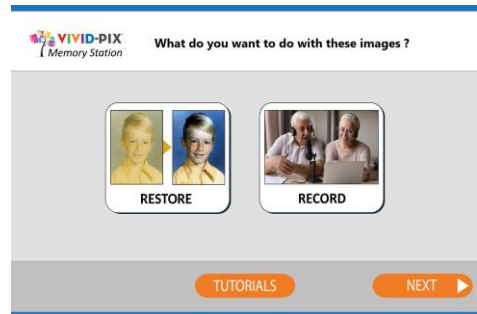 VIVID-PIX
Memory Station
What do you want to do with these images ?
RESTORE
RECORD
TUTORIALS
NEXT